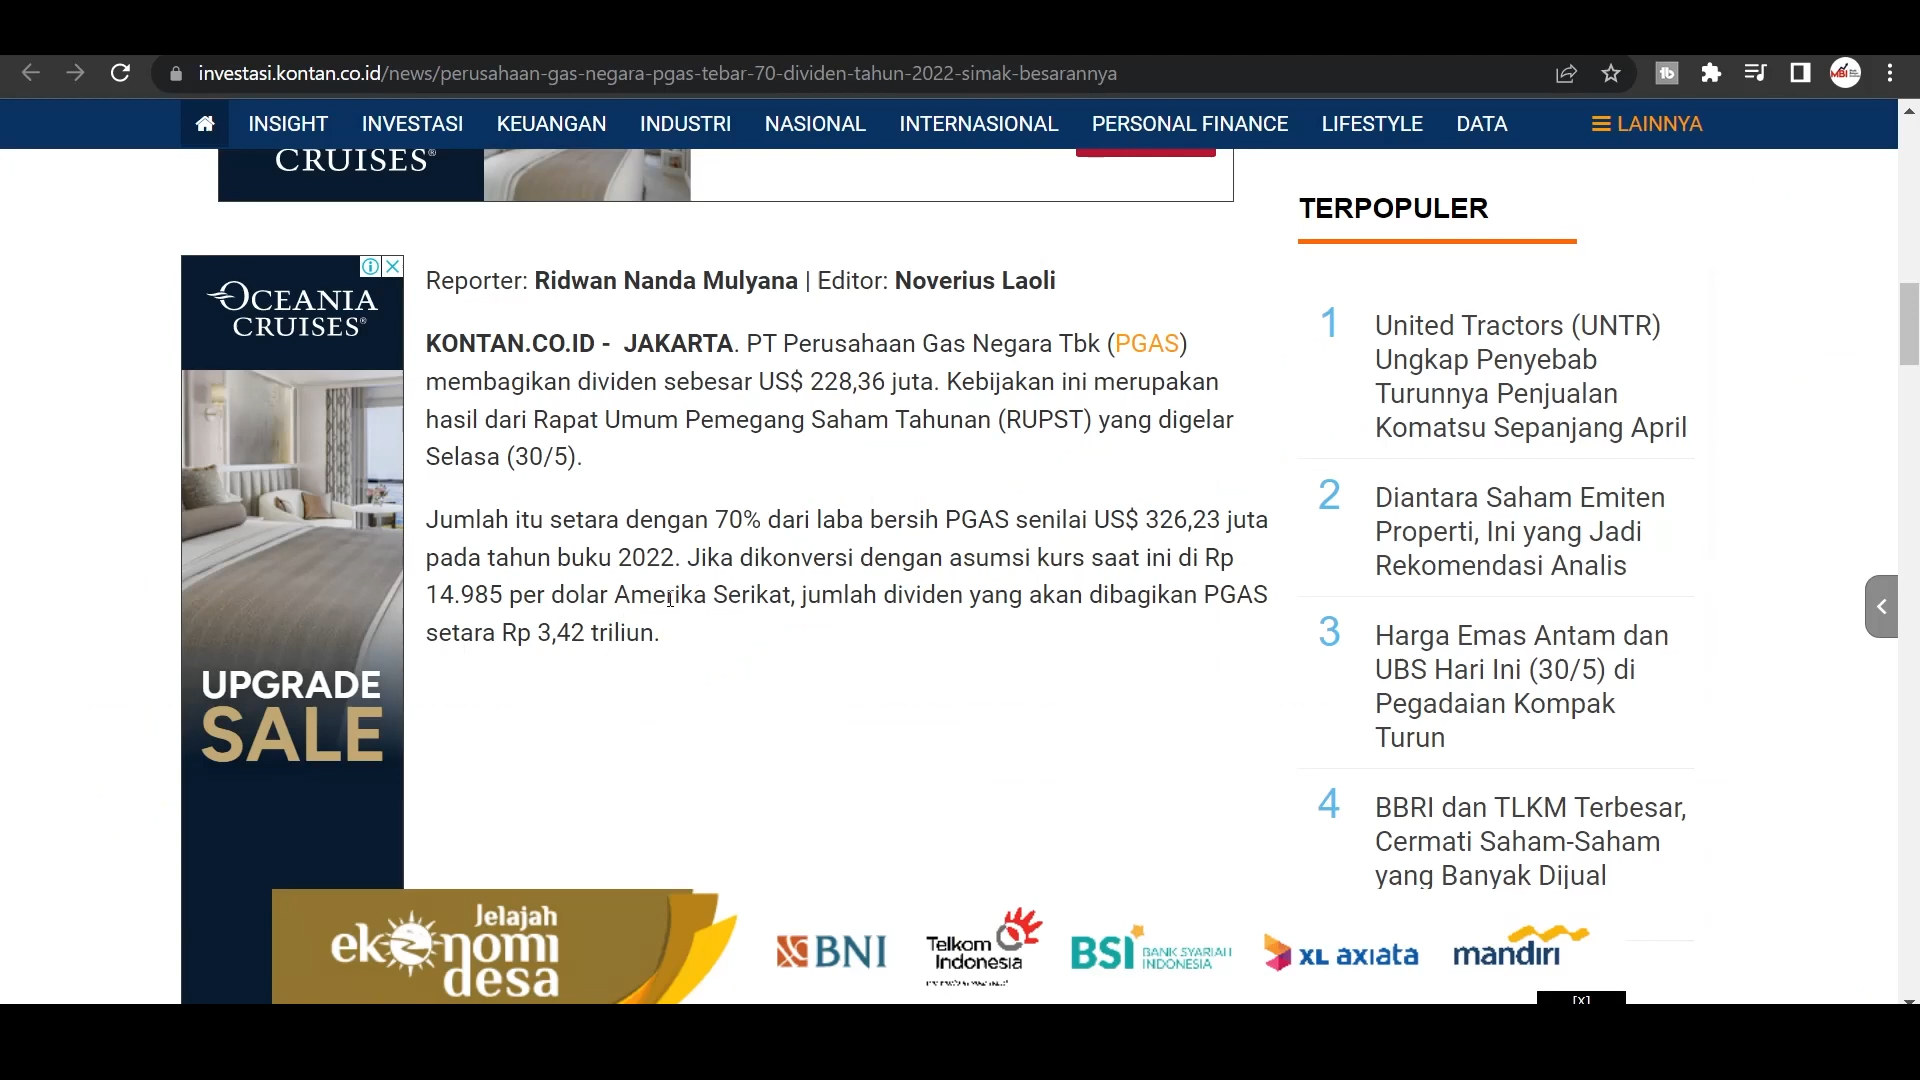 investasi.kontan.co.id/news/perusahaan-gas-negara-pgas-tebar-70-dividen-tahun-2022-simak-besarannya
INSIGHT INVESTASI KEUANGAN INDUSTRI NASIONAL INTERNASIONAL PERSONAL FINANCE LIFESTYLE DATA LAINNYA
CRUISES®
OCEANIA
CRUISES®
UPGRADE
SALE
Reporter: Ridwan Nanda Mulyana | Editor: Noverius Laoli
KONTAN.CO.ID - JAKARTA. PT Perusahaan Gas Negara Tbk (PGAS)
membagikan dividen sebesar US$ 228,36 juta. Kebijakan ini merupakan
hasil dari Rapat Umum Pemegang Saham Tahunan (RUPST) yang digelar
Selasa (30/5).
Jumlah itu setara dengan 70% dari laba bersih PGAS senilai US$ 326,23 juta
pada tahun buku 2022. Jika dikonversi dengan asumsi kurs saat ini di Rp
14.985 per dolar Amerika Serikat, jumlah dividen yang akan dibagikan PGAS
setara Rp 3,42 triliun.
TERPOPULER
1
United Tractors (UNTR)
Ungkap Penyebab
Turunnya Penjualan
Komatsu Sepanjang April
2
Diantara Saham Emiten
Properti, Ini yang Jadi
Rekomendasi Analis
3
Harga Emas Antam dan
UBS Hari Ini (30/5) di
Pegadaian Kompak
Turun
4
BBRI dan TLKM Terbesar,
Cermati Saham-Saham
yang Banyak Dijual
Jelajah
ekonomi
desa
BNI
Telkom
Indonesia
BSI BANK SYARIAH
INDONESIA
XL axiata
mandiri
[X]